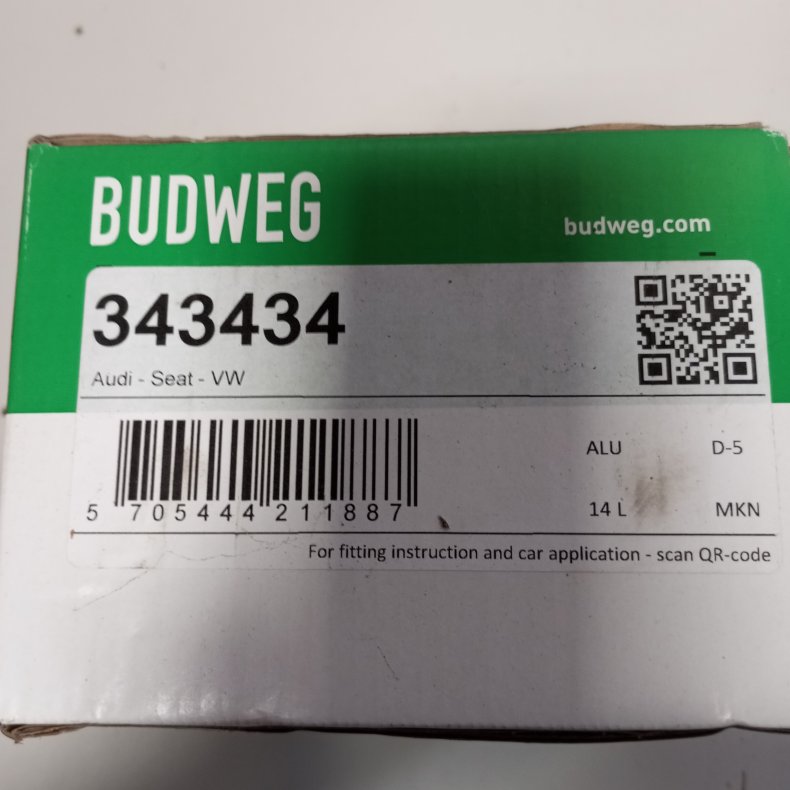 BUDWEG
budweg.com
343434
Audi - Seat - VW
ALU D-5
5 705444 211887
14 L MKN
For fitting instruction and car application - scan QR-code